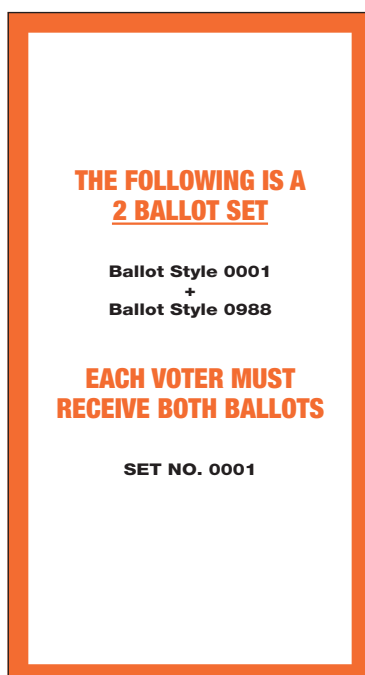 THE FOLLOWING IS A
2 BALLOT SET
Ballot Style 0001
+
Ballot Style 0988
EACH VOTER MUST
RECEIVE BOTH BALLOTS
SET NO. 0001